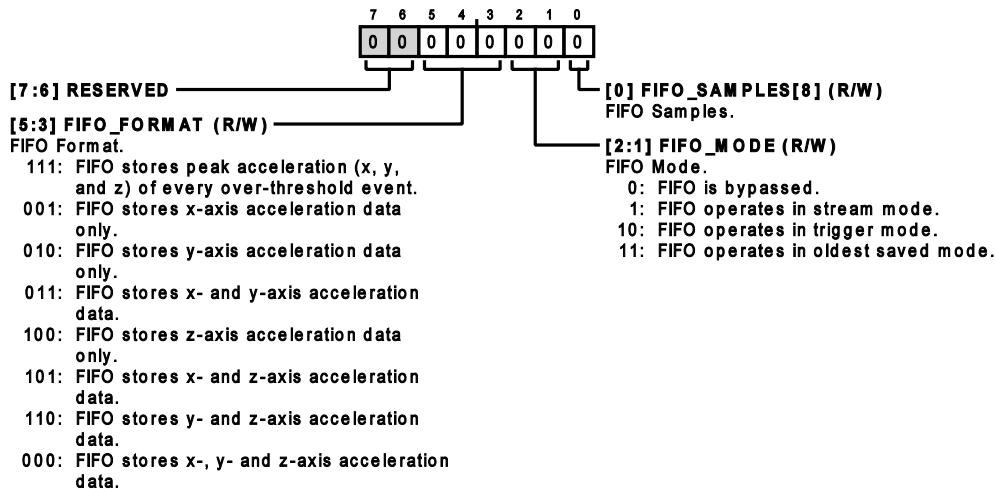 7 6 5 4 3 2 1 0
0 0 0 0 0 0 0 0
[7:6] RESERVED
[5:3] FIFO_FORMAT (R/W)
FIFO Format.
111: FIFO stores peak acceleration (x, y,
and z) of every over-threshold event.
001: FIFO stores x-axis acceleration data
only.
010: FIFO stores y-axis acceleration data
only.
011: FIFO stores x- and y-axis acceleration
data.
100: FIFO stores z-axis acceleration data
only.
101: FIFO stores x- and z-axis acceleration
data.
110: FIFO stores y- and z-axis acceleration
data.
000: FIFO stores x-, y- and z-axis acceleration
data.
[0] FIFO_SAMPLES[8] (R/W)
FIFO Samples.
[2:1] FIFO_MODE (R/W)
FIFO Mode.
0: FIFO is bypassed.
1: FIFO operates in stream mode.
10: FIFO operates in trigger mode.
11: FIFO operates in oldest saved mode.